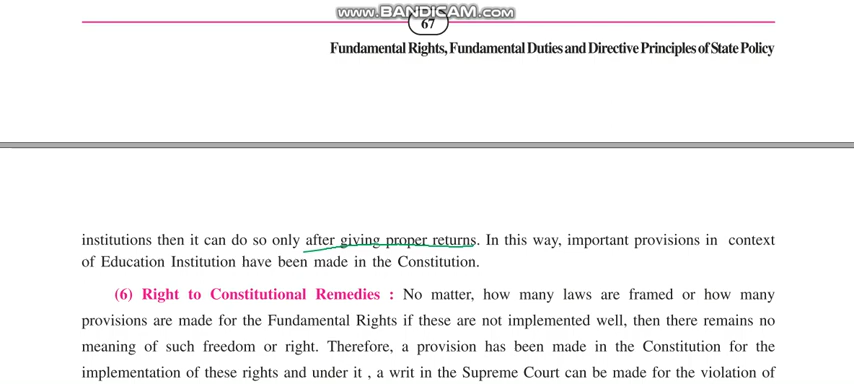 www.BANDICAM.com
67
Fundamental Rights, Fundamental Duties and Directive Principles of State Policy
institutions then it can do so only after giving proper returns. In this way, important provisions in context
of Education Institution have been made in the Constitution.
(6) Right to Constitutional Remedies : No matter, how many laws are framed or how many
provisions are made for the Fundamental Rights if these are not implemented well, then there remains no
meaning of such freedom or right. Therefore, a provision has been made in the Constitution for the
implementation of these rights and under it , a writ in the Supreme Court can be made for the violation of